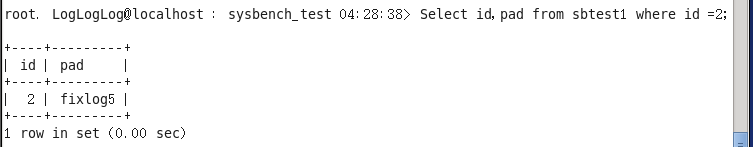 root. LogLogLog@localhost : sysbench_test 04:28:38> Select id,pad from sbtest1 where id =2;
+----+---------+
| id | pad     |
+----+---------+
|  2 | fixlog5 |
+----+---------+
1 row in set (0.00 sec)